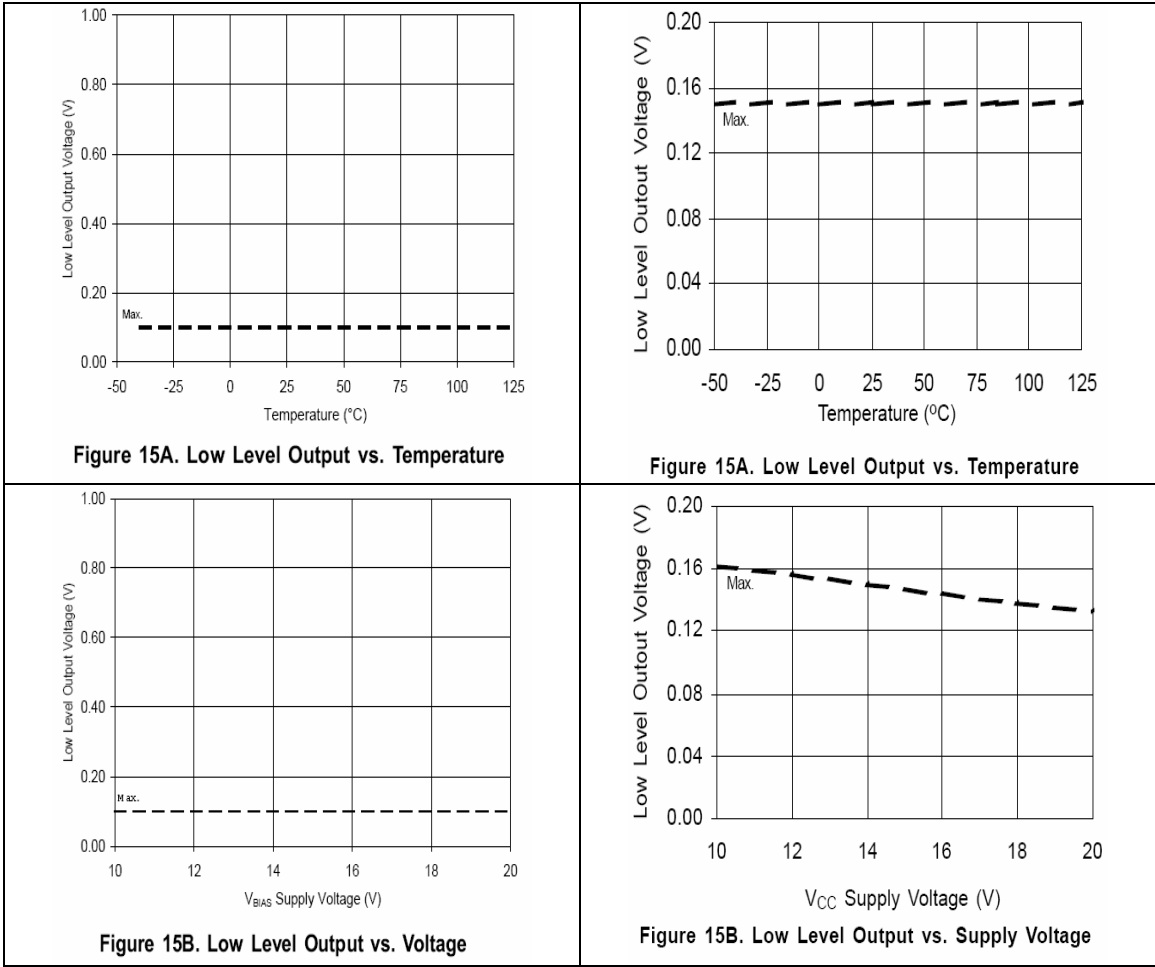 1.00
0.80
0.60
0.40
0.20
0.00
Low Level Output Voltage (V)
Max.
-50 -25 0 25 50 75 100 125
Temperature (°C)
Figure 15A. Low Level Output vs. Temperature
0.20
0.16
0.12
0.08
0.04
0.00
Low Level Outout Voltage (V)
Max.
-50 -25 0 25 50 75 100 125
Temperature (ºC)
Figure 15A. Low Level Output vs. Temperature
1.00
0.80
0.60
0.40
0.20
0.00
Low Level Output Voltage (V)
Max.
10 12 14 16 18 20
VBIAS Supply Voltage (V)
Figure 15B. Low Level Output vs. Voltage
0.20
0.16
0.12
0.08
0.04
0.00
Low Level Outout Voltage (V)
Max.
10 12 14 16 18 20
VCC Supply Voltage (V)
Figure 15B. Low Level Output vs. Supply Voltage